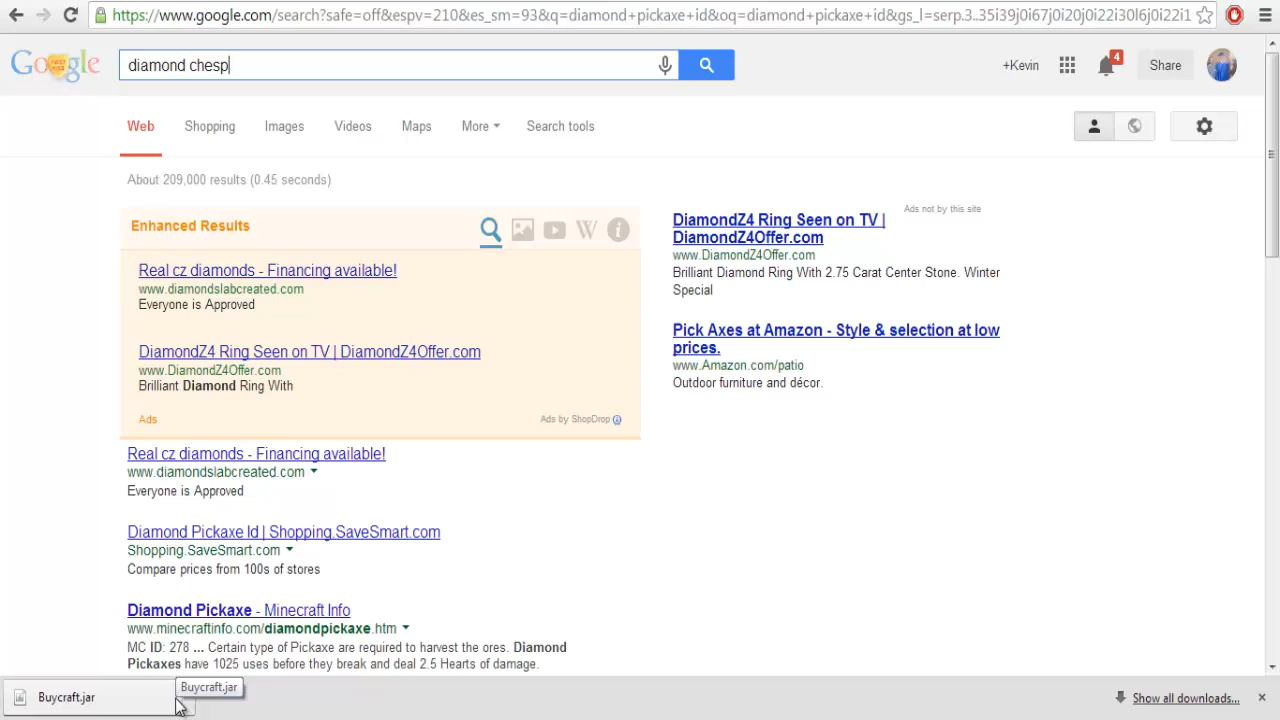 https://www.google.com/search?safe=off&espv=210&es_sm=93&q=diamond+pickaxe+id&oq=diamond+pickaxe+id&gs_l=serp.3..35i39j0i67j0i20j0i22i30l6j0i22i1
Google
diamond chesp
+Kevin
4
Share
Web
Shopping
Images
Videos
Maps
More
Search tools
About 209,000 results (0.45 seconds)
Enhanced Results
W
i
Real cz diamonds - Financing available!
www.diamondslabcreated.com
Everyone is Approved
DiamondZ4 Ring Seen on TV | DiamondZ4Offer.com
www.DiamondZ4Offer.com
Brilliant Diamond Ring With
Ads
Ads by ShopDrop
Ads not by this site
DiamondZ4 Ring Seen on TV |
DiamondZ4Offer.com
www.DiamondZ4Offer.com
Brilliant Diamond Ring With 2.75 Carat Center Stone. Winter
Special
Pick Axes at Amazon - Style & selection at low
prices.
www.Amazon.com/patio
Outdoor furniture and décor.
Real cz diamonds - Financing available!
www.diamondslabcreated.com
Everyone is Approved
Diamond Pickaxe Id | Shopping.SaveSmart.com
Shopping.SaveSmart.com
Compare prices from 100s of stores
Diamond Pickaxe - Minecraft Info
www.minecraftinfo.com/diamondpickaxe.htm
MC ID: 278 ... Certain type of Pickaxe are required to harvest the ores. Diamond
Pickaxes have 1025 uses before they break and deal 2.5 Hearts of damage.
Buycraft.jar
Buycraft.jar
Show all downloads...